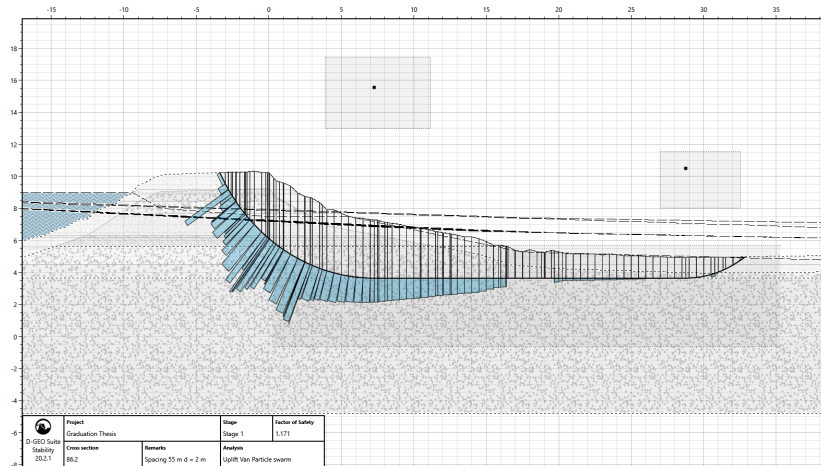 -15 -10 -5 0 5 10 15 20 25 30 35
18
16
14
12
10
8
6
4
2
0
-2
-4
-6
-8
Project
Graduation Thesis
Stage
Stage 1
Factor of Safety
1.171
D-GEO Suite
Stability
20.2.1
Cross section
86.2
Remarks
Spacing 55 m d = 2 m
Analysis
Uplift Van Particle swarm